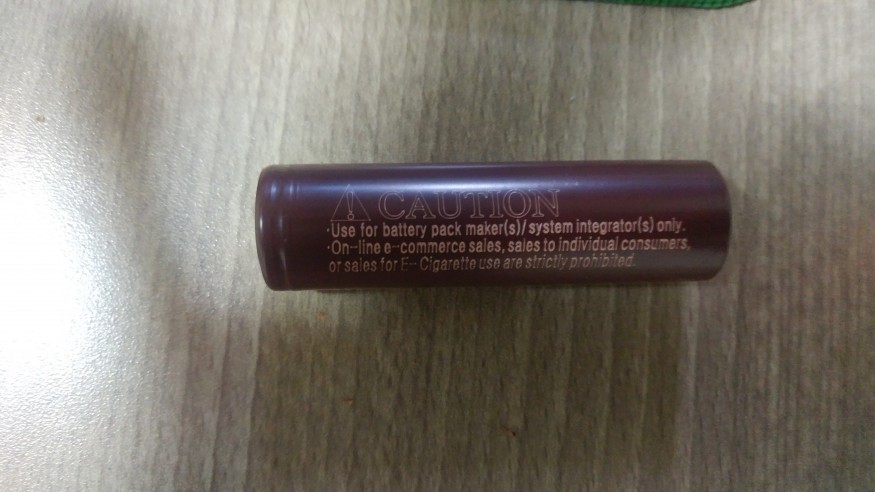 CAUTION
·Use for battery pack maker(s)/system integrator(s) only.
·On-line e-commerce sales, sales to individual consumers,
or sales for E-Cigarette use are strictly prohibited.